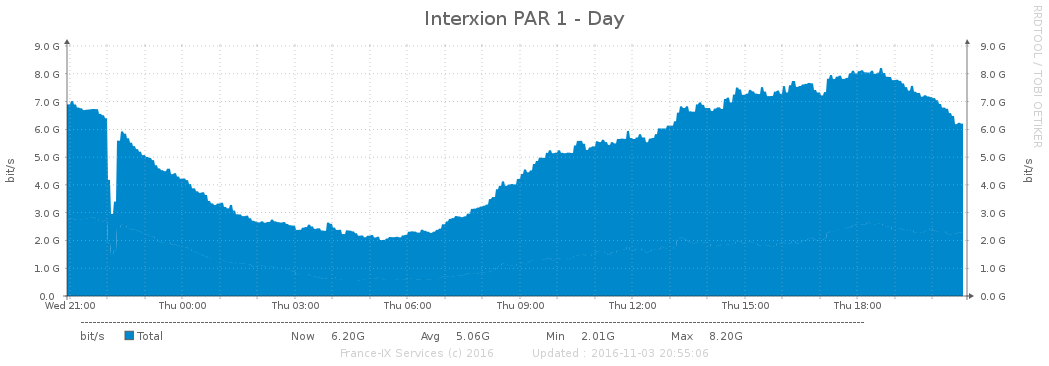 Interxion PAR 1 - Day
RRDTOOL / TOBI OETIKER
bit/s
9.0 G
8.0 G
7.0 G
6.0 G
5.0 G
4.0 G
3.0 G
2.0 G
1.0 G
0.0
9.0 G
8.0 G
7.0 G
6.0 G
5.0 G
4.0 G
3.0 G
2.0 G
1.0 G
0.0 G
bit/s
Wed 21:00 Thu 00:00 Thu 03:00 Thu 06:00 Thu 09:00 Thu 12:00 Thu 15:00 Thu 18:00
bit/s Total Now 6.20G Avg 5.06G Min 2.01G Max 8.20G
France-IX Services (c) 2016 Updated : 2016-11-03 20:55:06